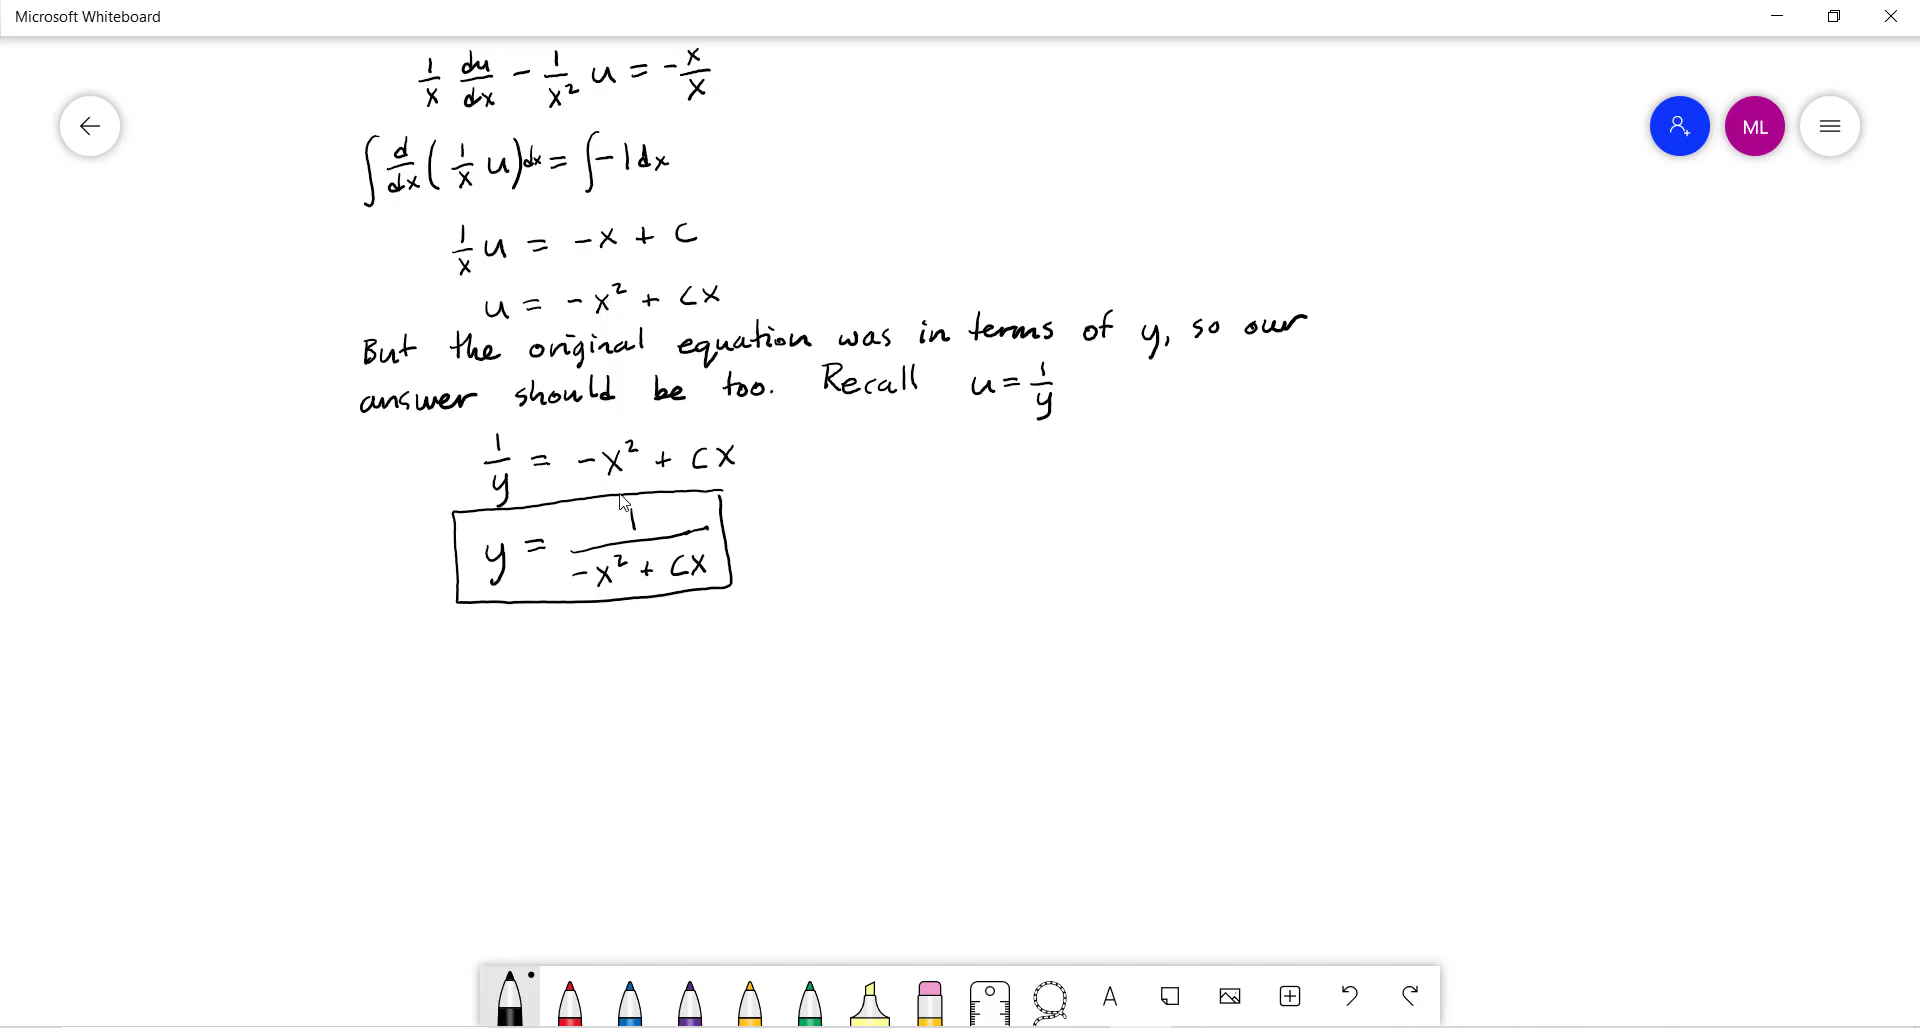 Microsoft Whiteboard
1/x du/dx - 1/x² u = - x/x
ML
∫ d/dx ( 1/x u ) dx = ∫ -1 dx
1/x u = -x + c
u = -x² + cx
But the original equation was in terms of y, so our
answer should be too. Recall u = 1/y
1/y = -x² + cx
y = 1/(-x² + cx)